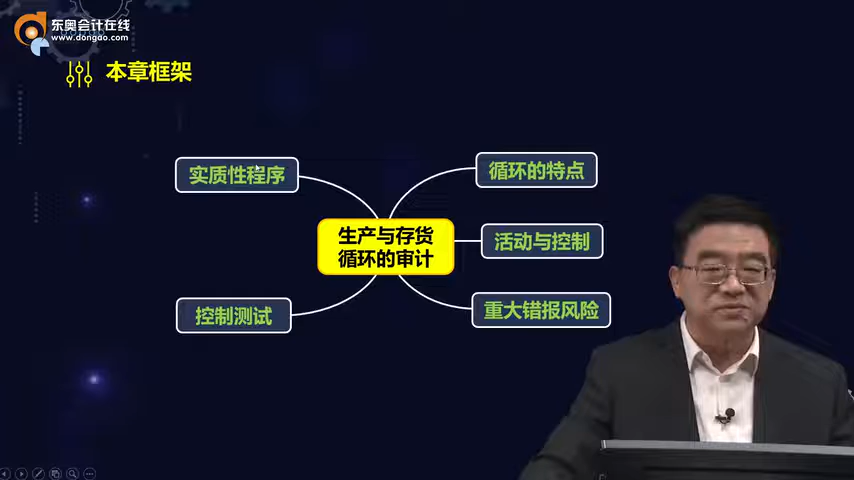 东奥会计在线
www.dongao.com
本章框架
实质性程序
循环的特点
生产与存货
循环的审计
活动与控制
控制测试
重大错报风险